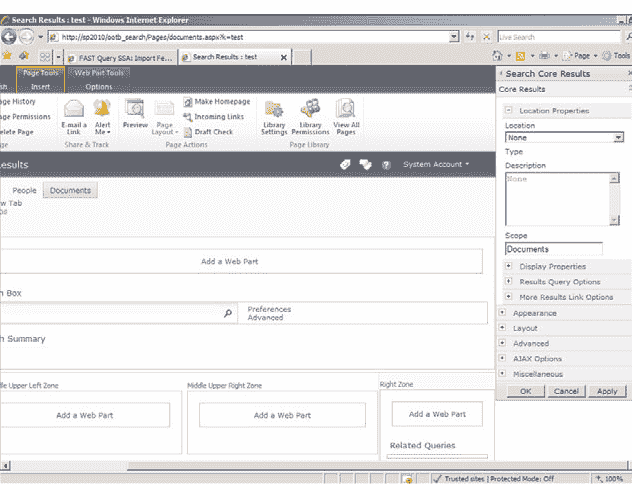 Search Results : test - Windows Internet Explorer
http://sp2010/ootb_search/Pages/documents.aspx?k=test
Live Search
FAST Query SSA: Import Fe...
Search Results : test
Page
Tools
Page Tools
Web Part Tools
Insert
Options
Page History
Page Permissions
Delete Page
E-mail a Link
Alert Me
Share & Track
Preview
Page Layout
Make Homepage
Incoming Links
Draft Check
Page Actions
Library Settings
Library Permissions
View All Pages
Page Library
Results
System Account
People
Documents
w Tab
Add a Web Part
h Box
Preferences
Advanced
h Summary
dle Upper Left Zone
Middle Upper Right Zone
Right Zone
Add a Web Part
Add a Web Part
Add a Web Part
Related Queries
Search Core Results
Core Results
Location Properties
Location
None
Type
Description
None
Scope
Documents
Display Properties
Results Query Options
More Results Link Options
Appearance
Layout
Advanced
AJAX Options
Miscellaneous
OK
Cancel
Apply
Trusted sites | Protected Mode: Off
100%